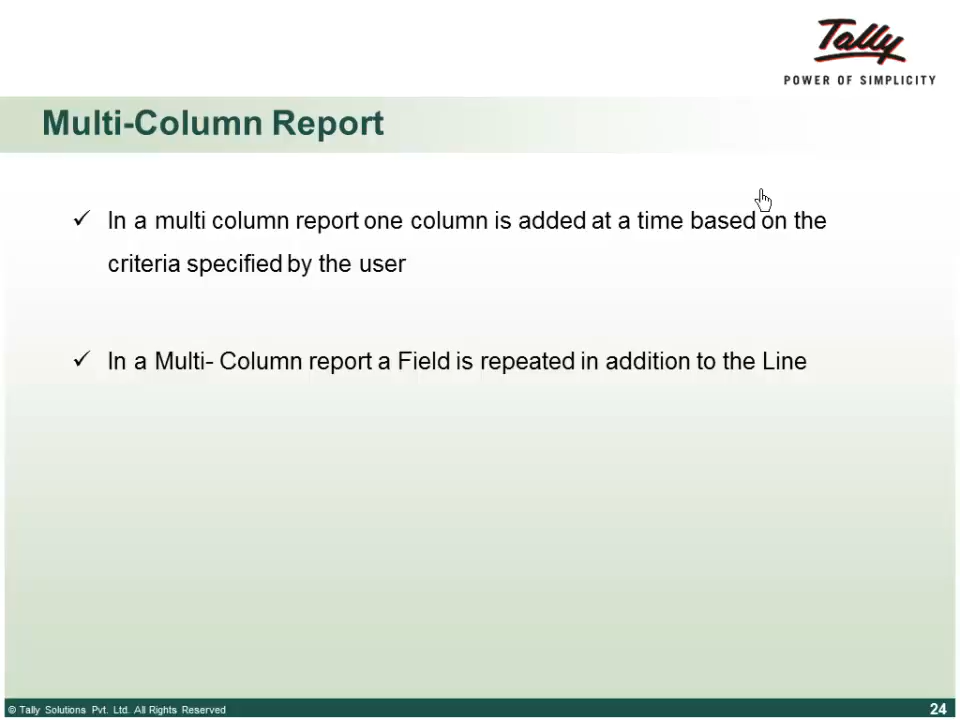 Tally
POWER OF SIMPLICITY
Multi-Column Report
✓ In a multi column report one column is added at a time based on the
criteria specified by the user
✓ In a Multi- Column report a Field is repeated in addition to the Line
© Tally Solutions Pvt. Ltd. All Rights Reserved
24